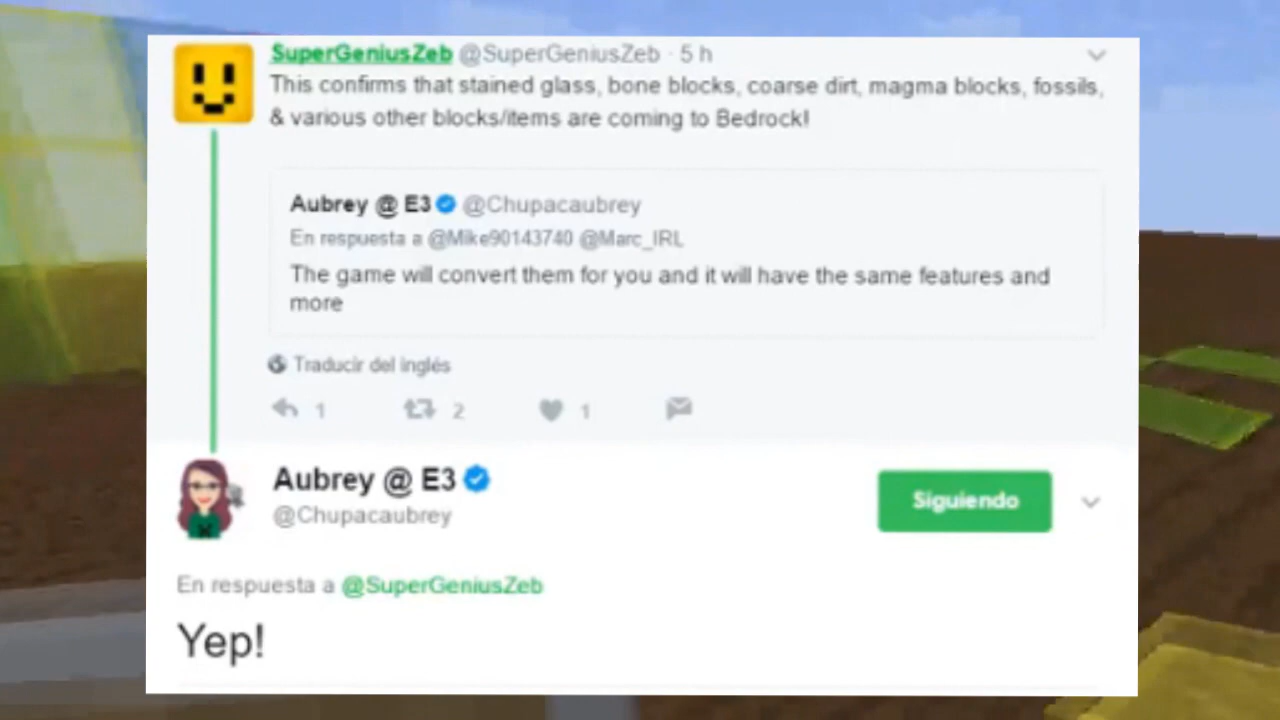 SuperGeniusZeb @SuperGeniusZeb · 5 h
This confirms that stained glass, bone blocks, coarse dirt, magma blocks, fossils,
& various other blocks/items are coming to Bedrock!
Aubrey @ E3 @Chupacaubrey
En respuesta a @Mike90143740 @Marc_IRL
The game will convert them for you and it will have the same features and
more
Traducir del inglés
1 2 1
Aubrey @ E3
@Chupacaubrey
Siguiendo
En respuesta a @SuperGeniusZeb
Yep!